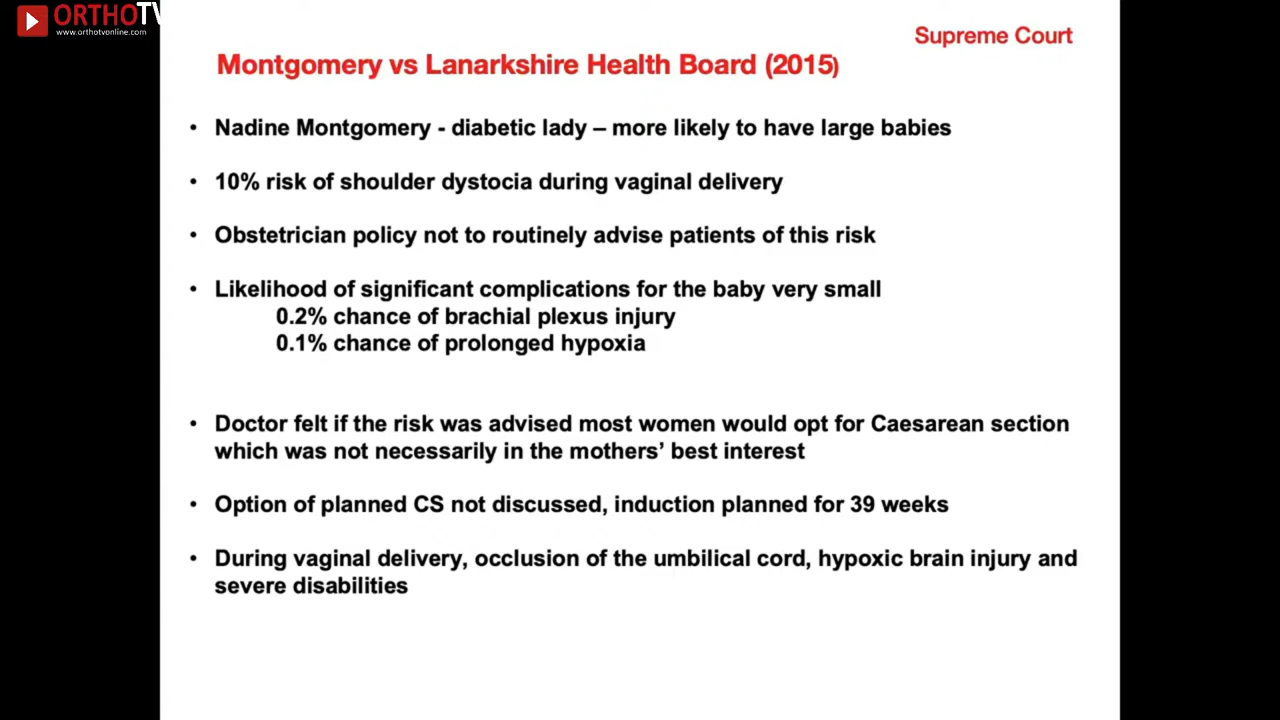 ORTHOTV
www.orthotvonline.com
Supreme Court
Montgomery vs Lanarkshire Health Board (2015)
• Nadine Montgomery - diabetic lady – more likely to have large babies
• 10% risk of shoulder dystocia during vaginal delivery
• Obstetrician policy not to routinely advise patients of this risk
• Likelihood of significant complications for the baby very small
0.2% chance of brachial plexus injury
0.1% chance of prolonged hypoxia
• Doctor felt if the risk was advised most women would opt for Caesarean section
which was not necessarily in the mothers’ best interest
• Option of planned CS not discussed, induction planned for 39 weeks
• During vaginal delivery, occlusion of the umbilical cord, hypoxic brain injury and
severe disabilities